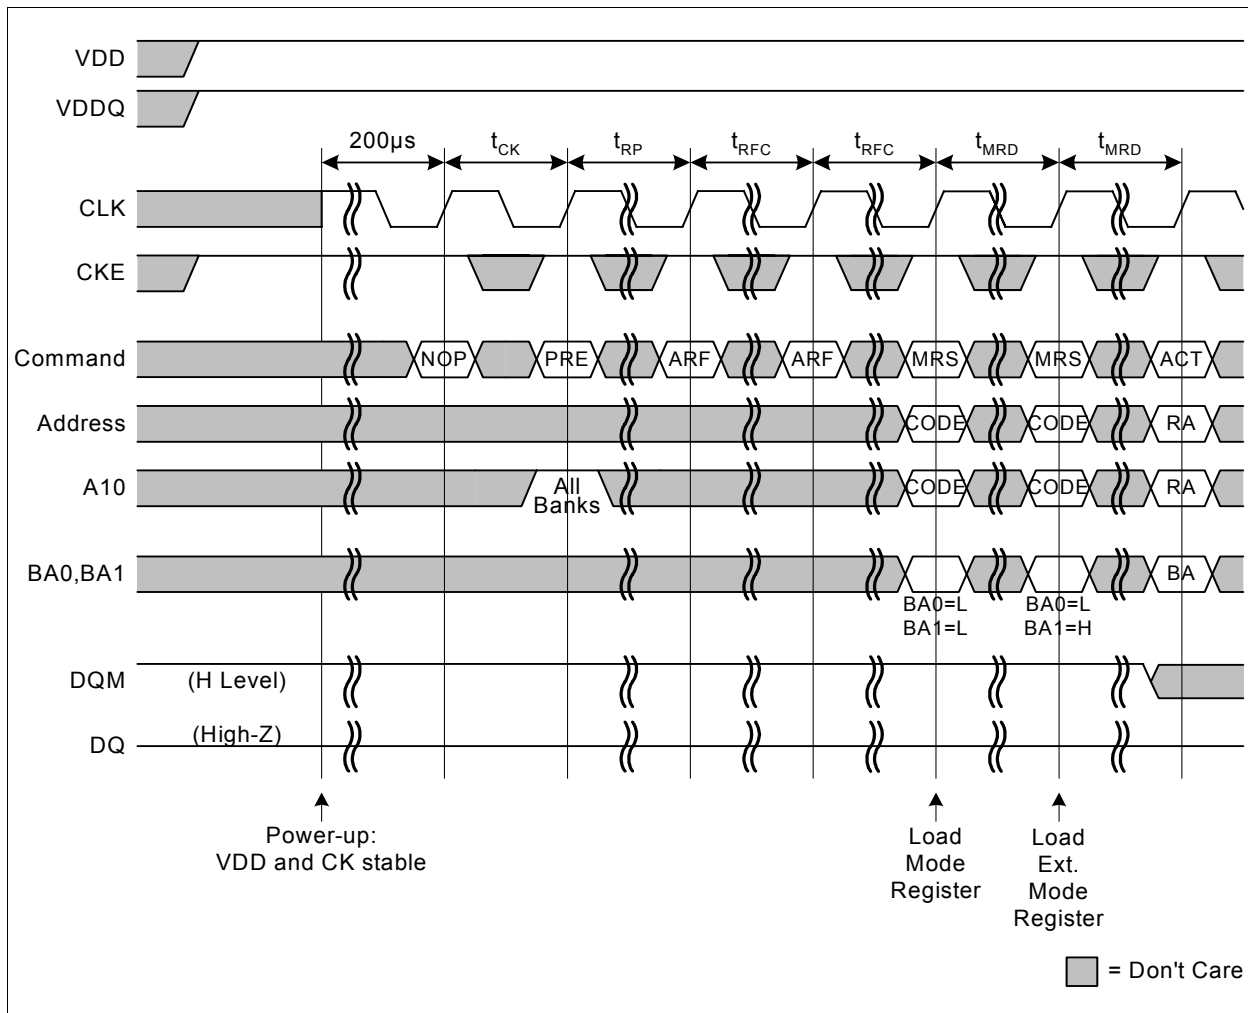 VDD
VDDQ
200µs tCK tRP tRFC tRFC tMRD tMRD
CLK
CKE
Command NOP PRE ARF ARF MRS MRS ACT
Address CODE CODE RA
A10 All Banks CODE CODE RA
BA0,BA1 BA
BA0=L BA0=L
BA1=L BA1=H
DQM (H Level)
DQ (High-Z)
Power-up:
VDD and CK stable
Load
Mode
Register
Load
Ext.
Mode
Register
= Don't Care